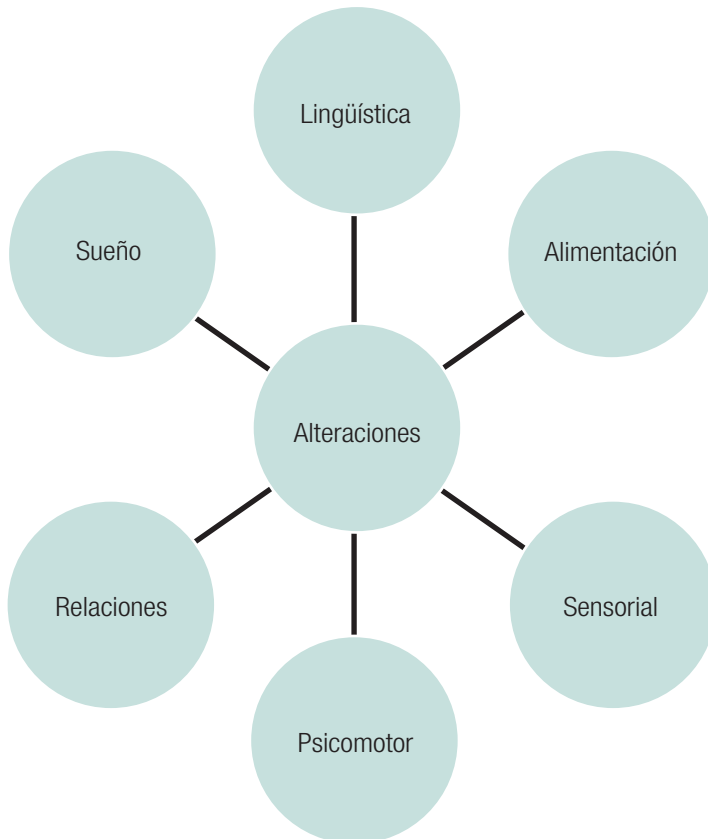 Lingüística
Sueño
Alimentación
Alteraciones
Relaciones
Sensorial
Psicomotor